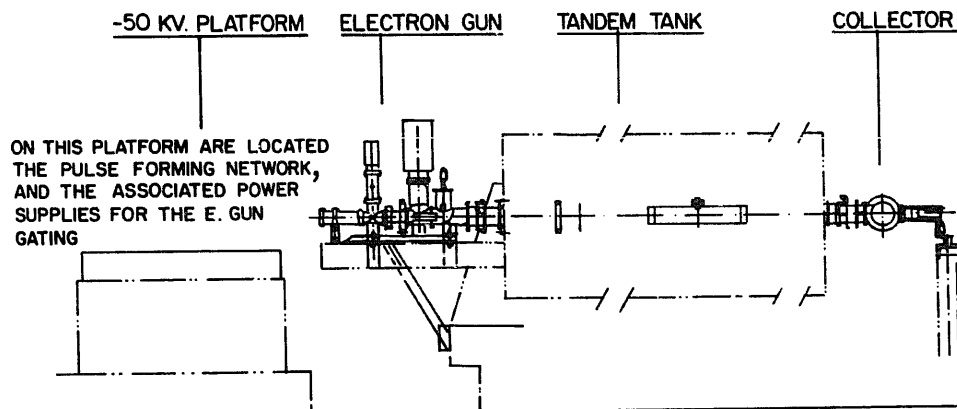 -50 KV. PLATFORM
ELECTRON GUN
TANDEM TANK
COLLECTOR
ON THIS PLATFORM ARE LOCATED
THE PULSE FORMING NETWORK,
AND THE ASSOCIATED POWER
SUPPLIES FOR THE E. GUN
GATING